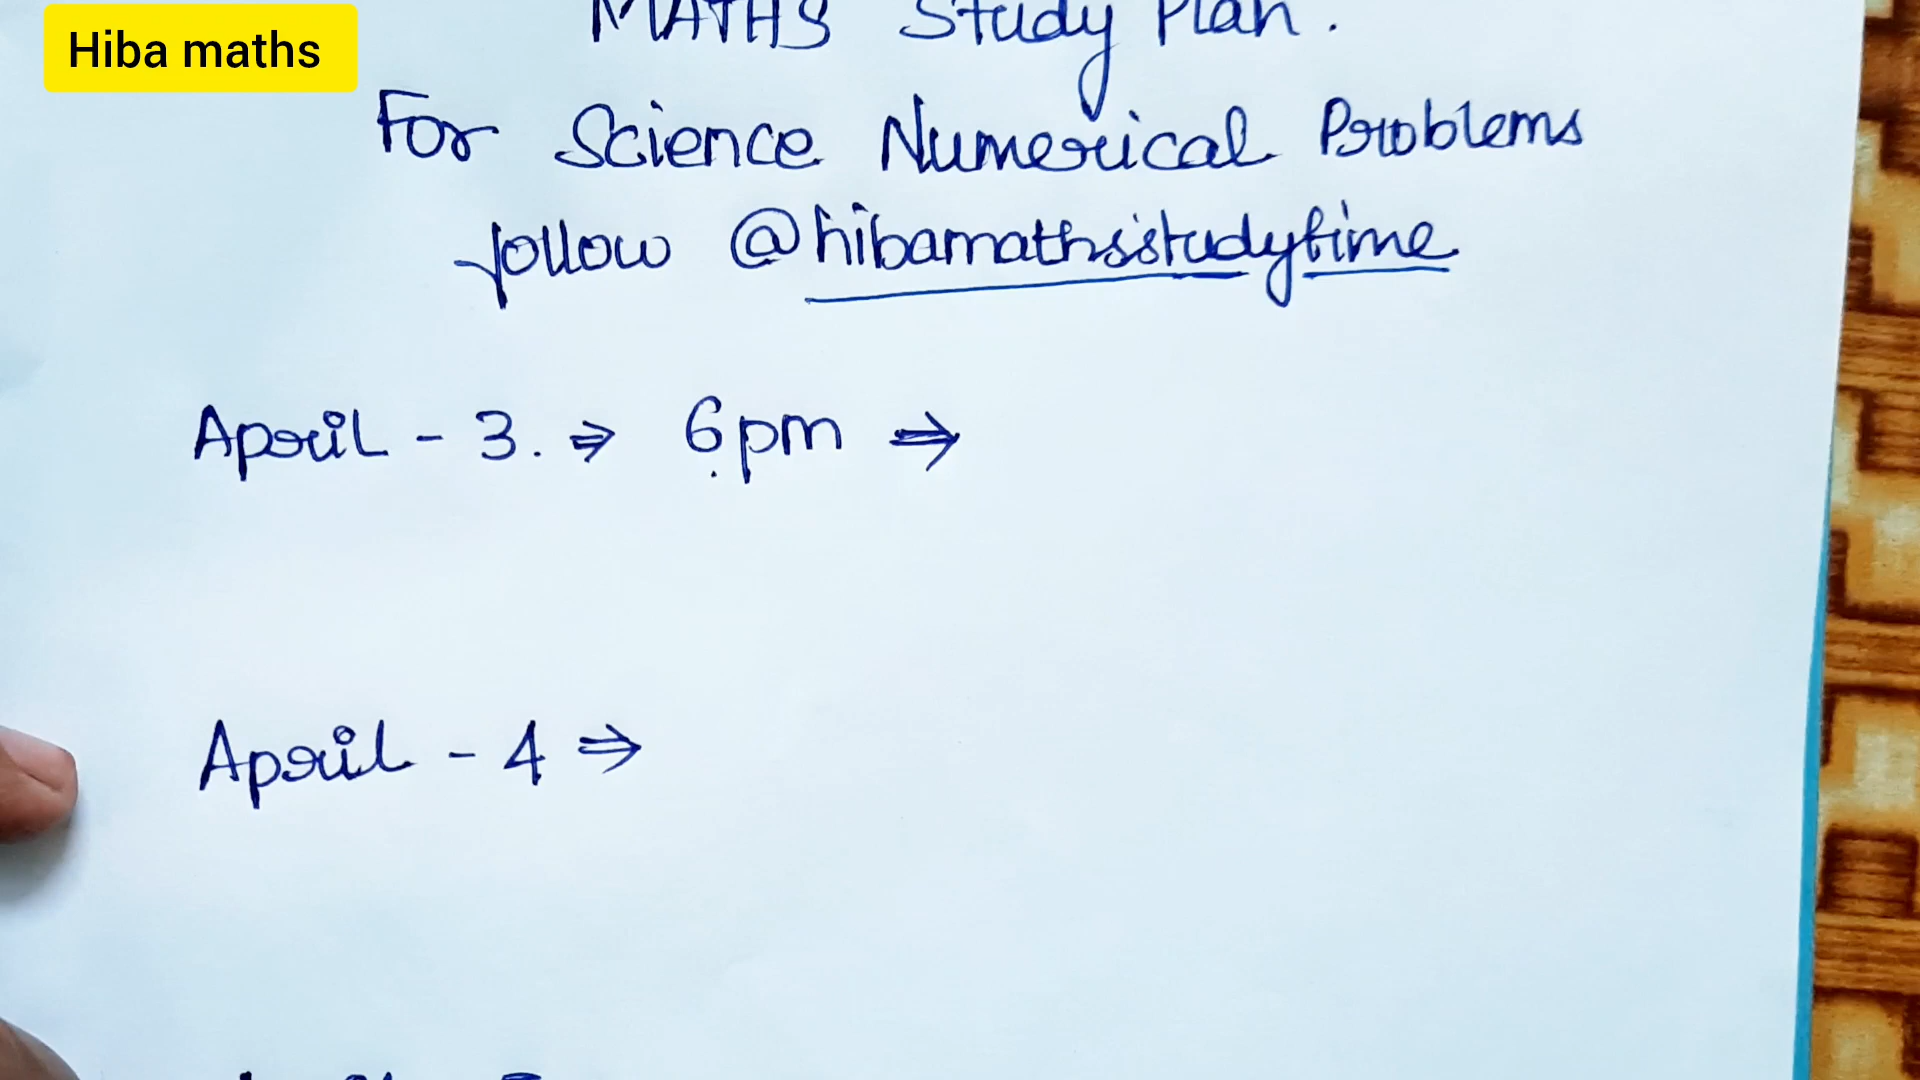 Hiba maths
MATHS Study Plan.
For Science Numerical Problems
follow @hibamathsstudytime
April - 3. ⇒ 6pm ⇒
April - 4 ⇒